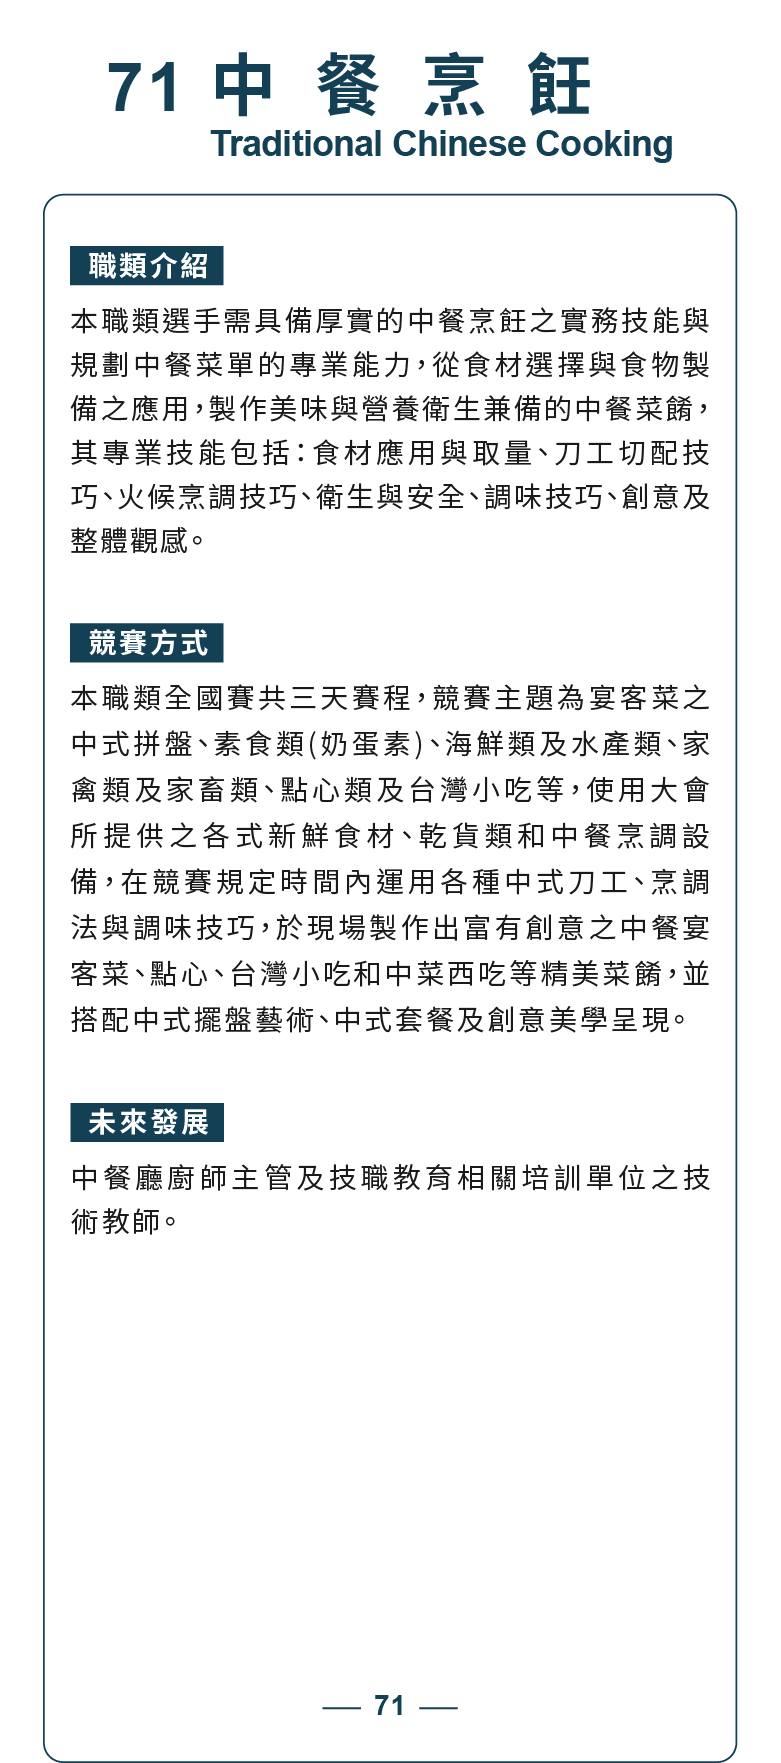 71 中餐烹飪
Traditional Chinese Cooking
職類介紹
本職類選手需具備厚實的中餐烹飪之實務技能與
規劃中餐菜單的專業能力，從食材選擇與食物製
備之應用，製作美味與營養衛生兼備的中餐菜餚，
其專業技能包括：食材應用與取量、刀工切配技
巧、火候烹調技巧、衛生與安全、調味技巧、創意及
整體觀感。
競賽方式
本職類全國賽共三天賽程，競賽主題為宴客菜之
中式拼盤、素食類(奶蛋素)、海鮮類及水產類、家
禽類及家畜類、點心類及台灣小吃等，使用大會
所提供之各式新鮮食材、乾貨類和中餐烹調設
備，在競賽規定時間內運用各種中式刀工、烹調
法與調味技巧，於現場製作出富有創意之中餐宴
客菜、點心、台灣小吃和中菜西吃等精美菜餚，並
搭配中式擺盤藝術、中式套餐及創意美學呈現。
未來發展
中餐廳廚師主管及技職教育相關培訓單位之技
術教師。
71